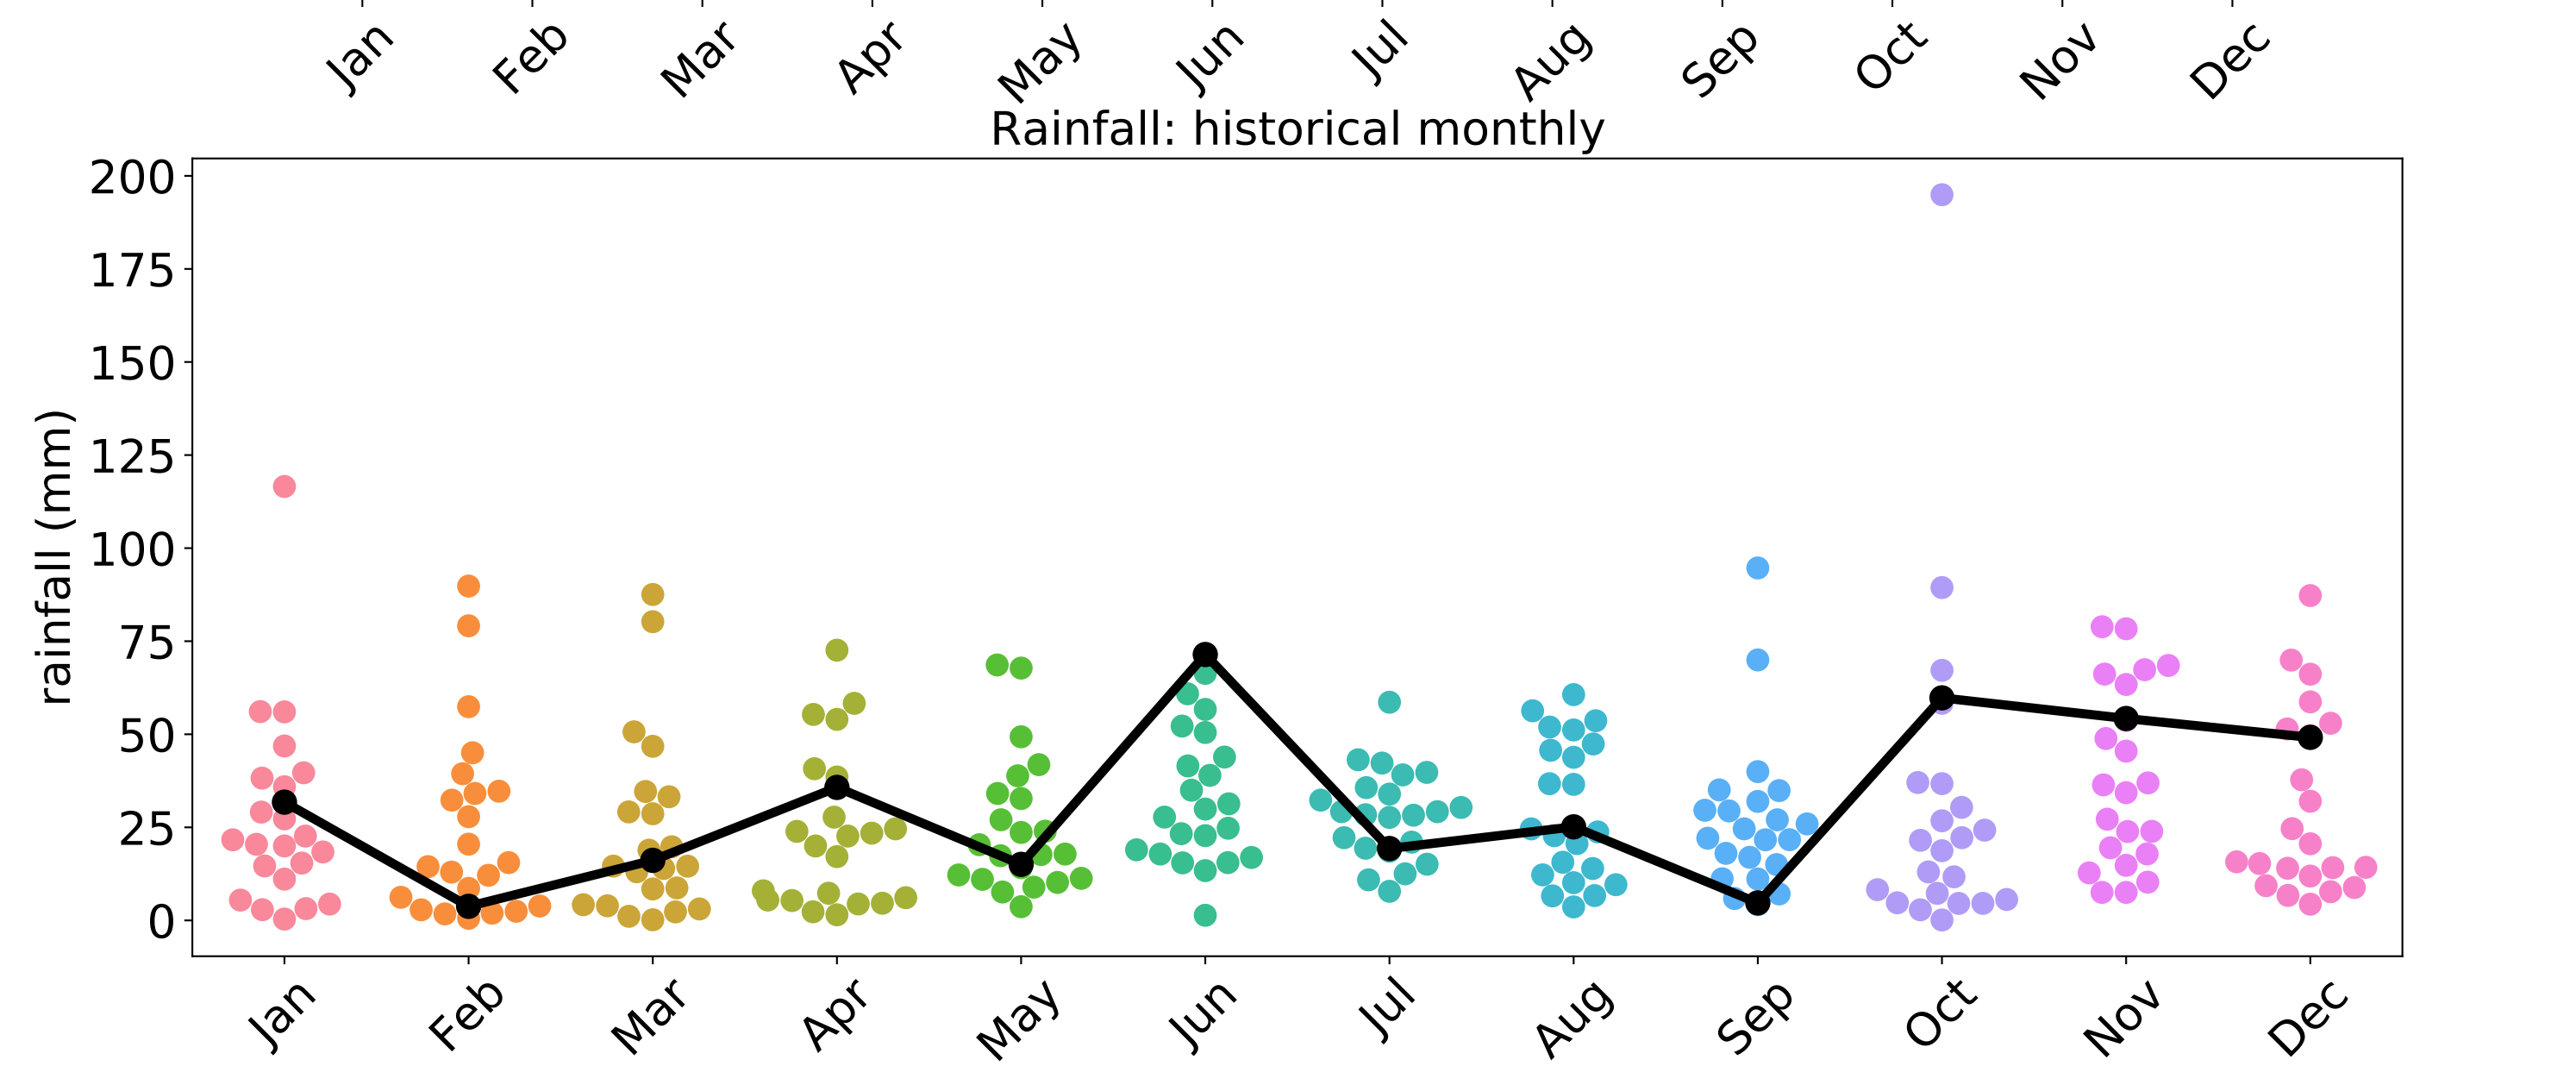 Jan Feb Mar Apr May Jun Jul Aug Sep Oct Nov Dec
Rainfall: historical monthly
rainfall (mm)
200
175
150
125
100
75
50
25
0
Jan Feb Mar Apr May Jun Jul Aug Sep Oct Nov Dec